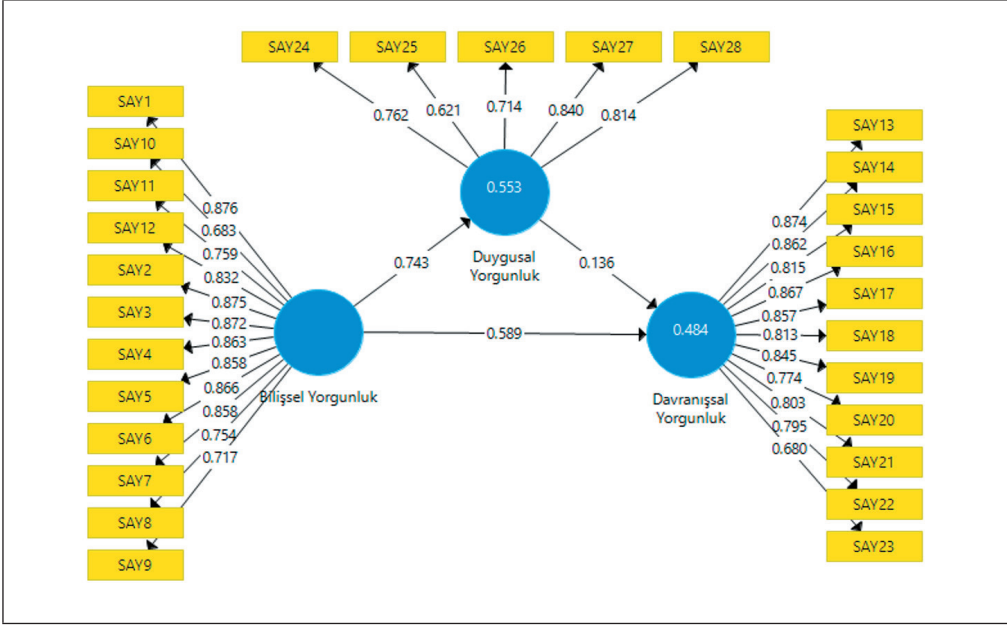 SAY24
SAY25
SAY26
SAY27
SAY28
0.762
0.621
0.714
0.840
0.814
SAY1
SAY10
SAY11
SAY12
SAY2
SAY3
SAY4
SAY5
SAY6
SAY7
SAY8
SAY9
0.876
0.683
0.759
0.832
0.875
0.872
0.863
0.858
0.866
0.858
0.754
0.717
Bilişsel Yorgunluk
0.743
0.553
Duygusal
Yorgunluk
0.136
0.589
0.484
Davranışsal
Yorgunluk
0.874
0.862
0.815
0.867
0.857
0.813
0.845
0.774
0.803
0.795
0.680
SAY13
SAY14
SAY15
SAY16
SAY17
SAY18
SAY19
SAY20
SAY21
SAY22
SAY23